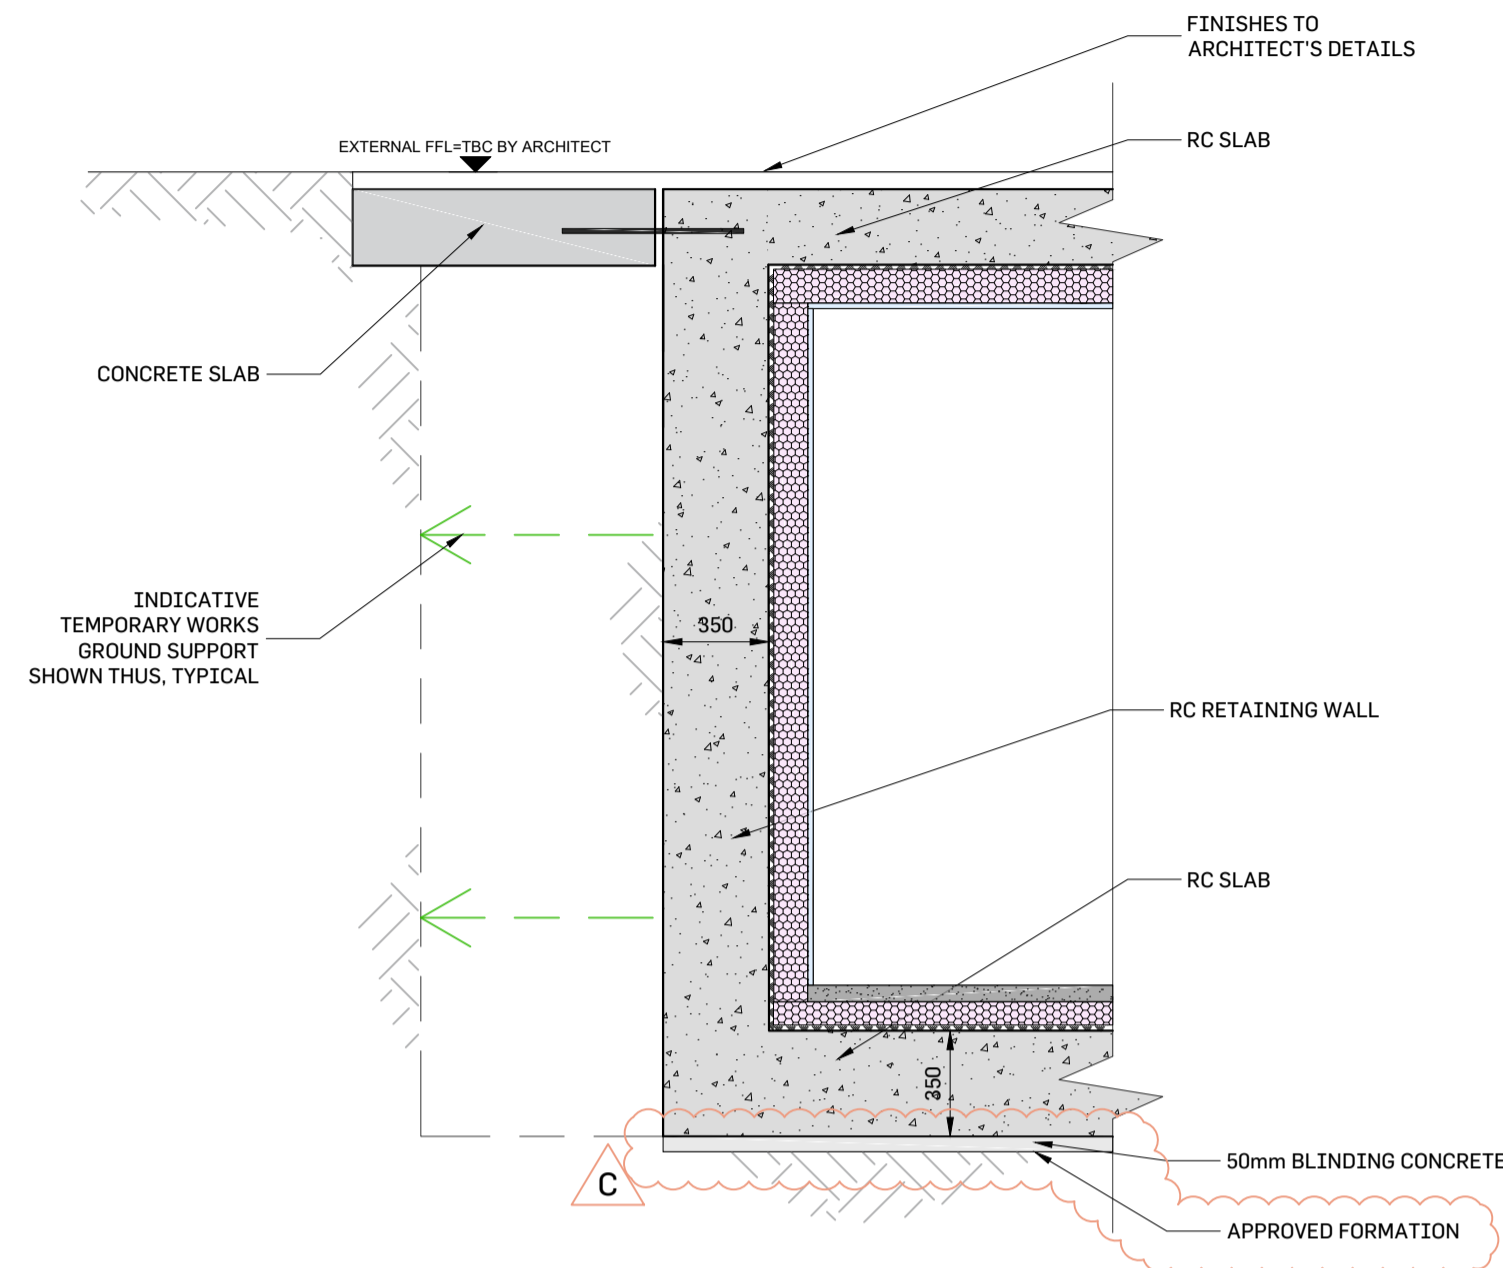 FINISHES TO
ARCHITECT'S DETAILS
RC SLAB
EXTERNAL FFL=TBC BY ARCHITECT
CONCRETE SLAB
INDICATIVE
TEMPORARY WORKS
GROUND SUPPORT
SHOWN THUS, TYPICAL
350
RC RETAINING WALL
RC SLAB
350
50mm BLINDING CONCRETE
C
APPROVED FORMATION